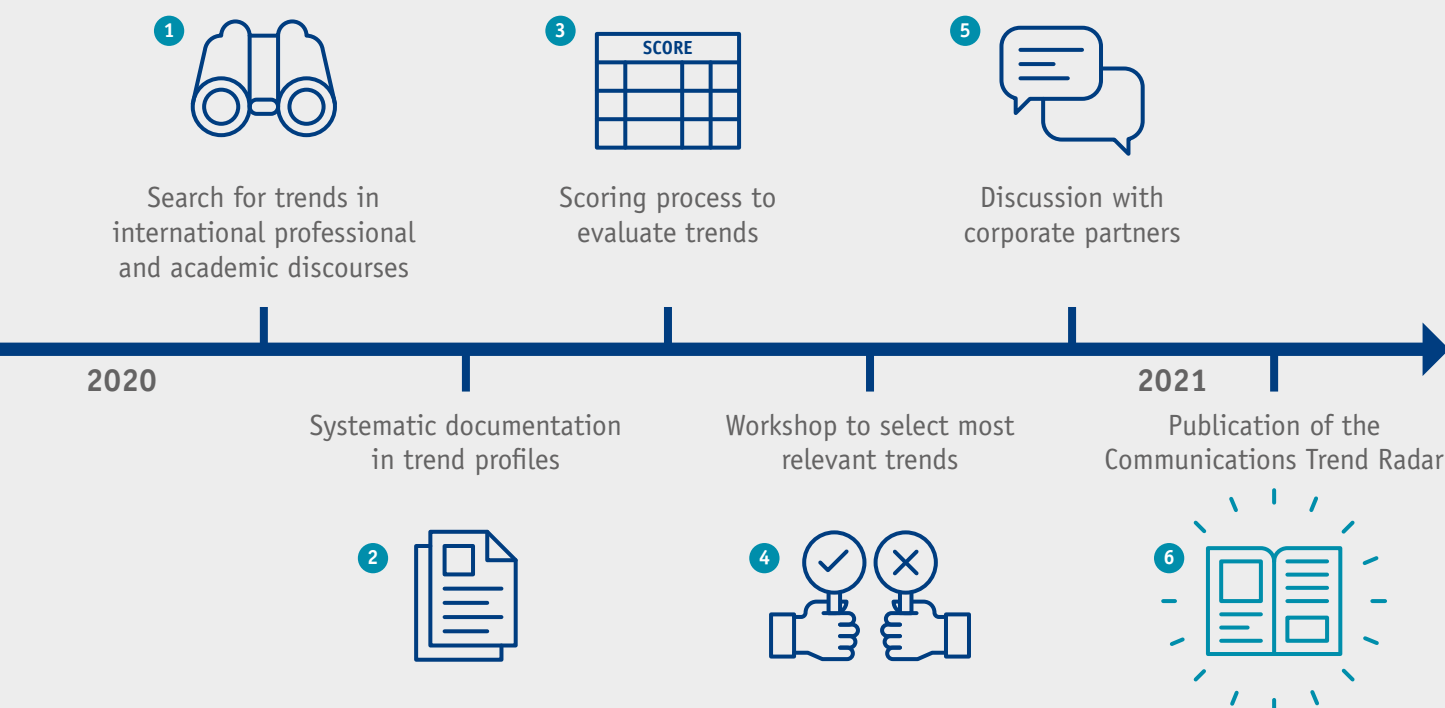 1
Search for trends in
international professional
and academic discourses
2020
2
Systematic documentation
in trend profiles
3
SCORE
Scoring process to
evaluate trends
4
Workshop to select most
relevant trends
5
Discussion with
corporate partners
2021
6
Publication of the
Communications Trend Radar